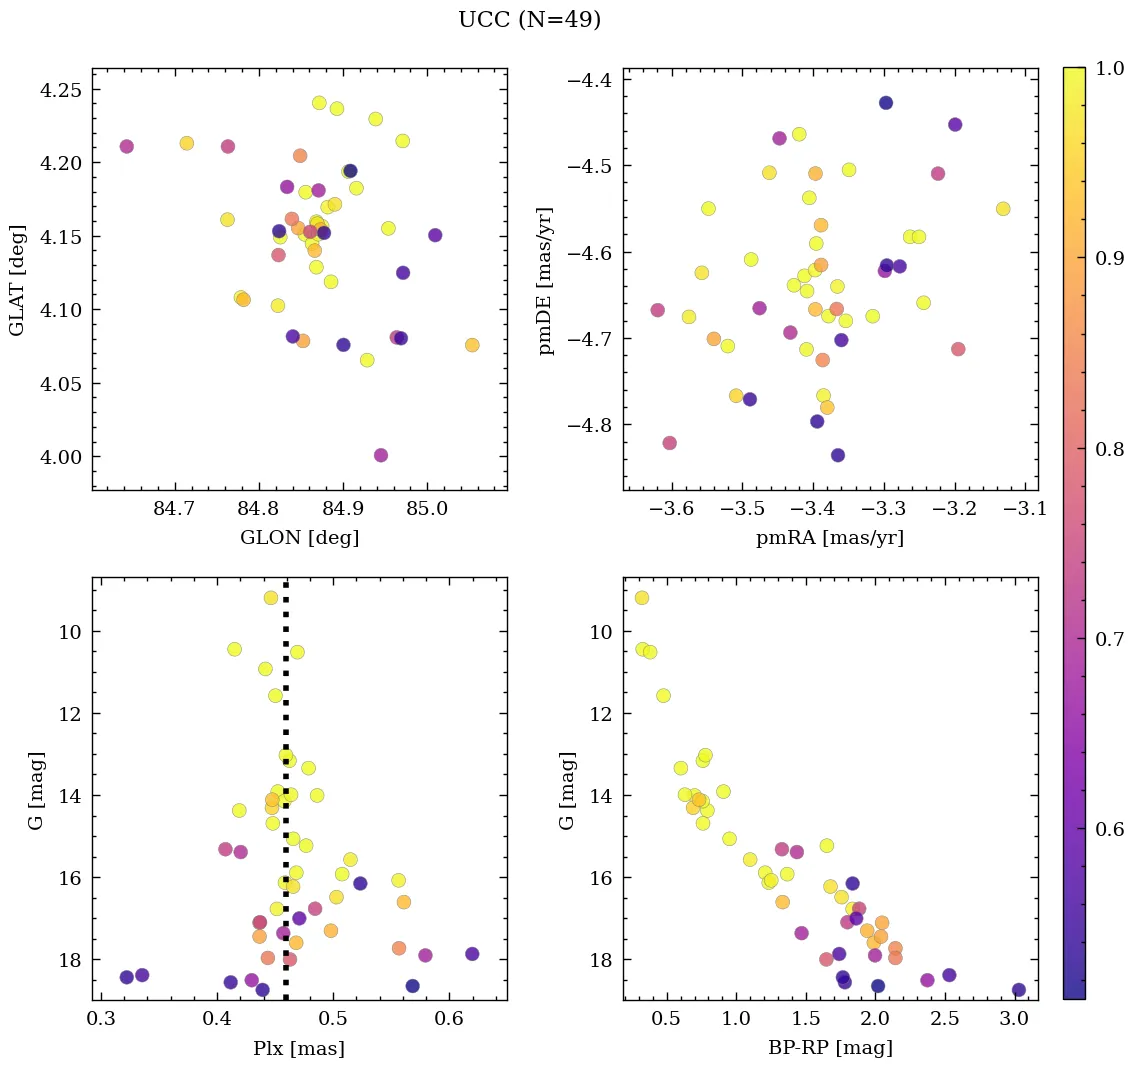 UCC (N=49)
4.25
4.20
4.15
4.10
4.05
4.00
GLAT [deg]
84.7 84.8 84.9 85.0
GLON [deg]
−4.4
−4.5
−4.6
−4.7
−4.8
pmDE [mas/yr]
−3.6 −3.5 −3.4 −3.3 −3.2 −3.1
pmRA [mas/yr]
1.0
0.9
0.8
0.7
0.6
10
12
14
16
18
G [mag]
0.3 0.4 0.5 0.6
Plx [mas]
10
12
14
16
18
G [mag]
0.5 1.0 1.5 2.0 2.5 3.0
BP-RP [mag]